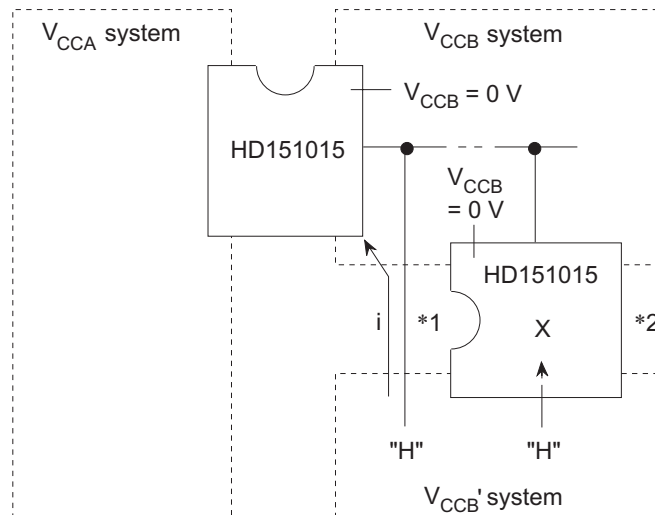 VCCA system
VCCB system
VCCB = 0 V
HD151015
VCCB
= 0 V
HD151015
i
*1
X
*2
"H"
"H"
VCCB' system